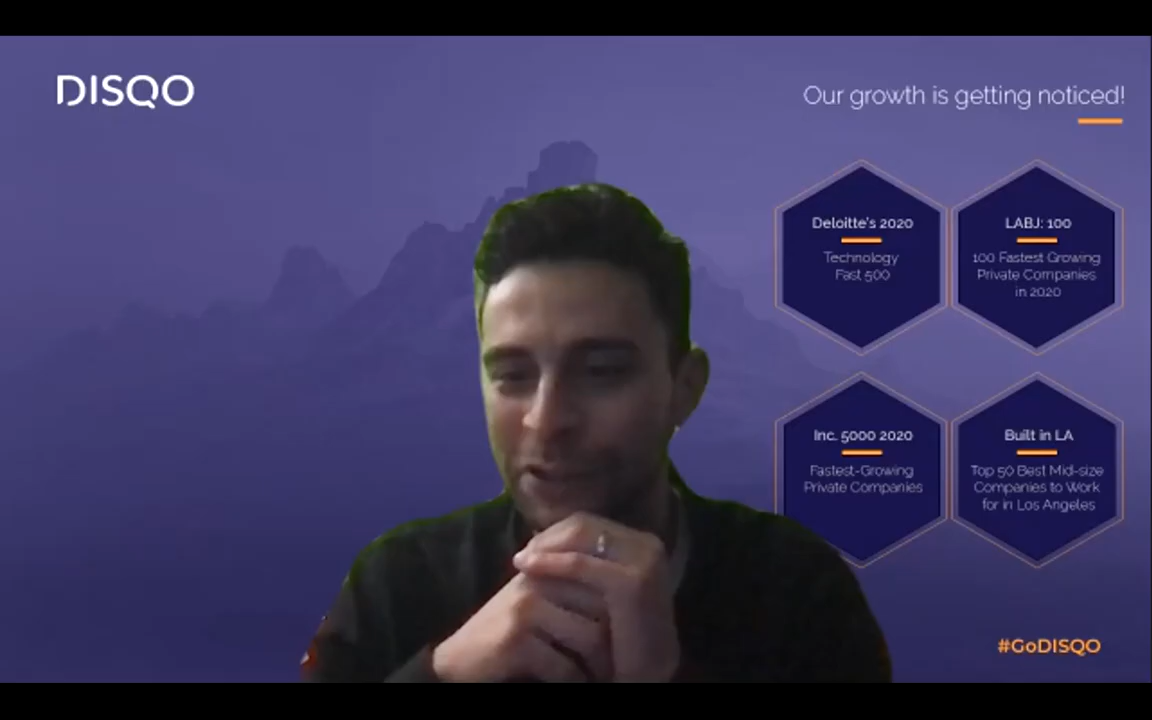 DISQO
Our growth is getting noticed!
Deloitte's 2020
Technology
Fast 500
LABJ: 100
100 Fastest Growing
Private Companies
in 2020
Inc. 5000 2020
Fastest-Growing
Private Companies
Built in LA
Top 50 Best Mid-size
Companies to Work
for in Los Angeles
#GoDISQO